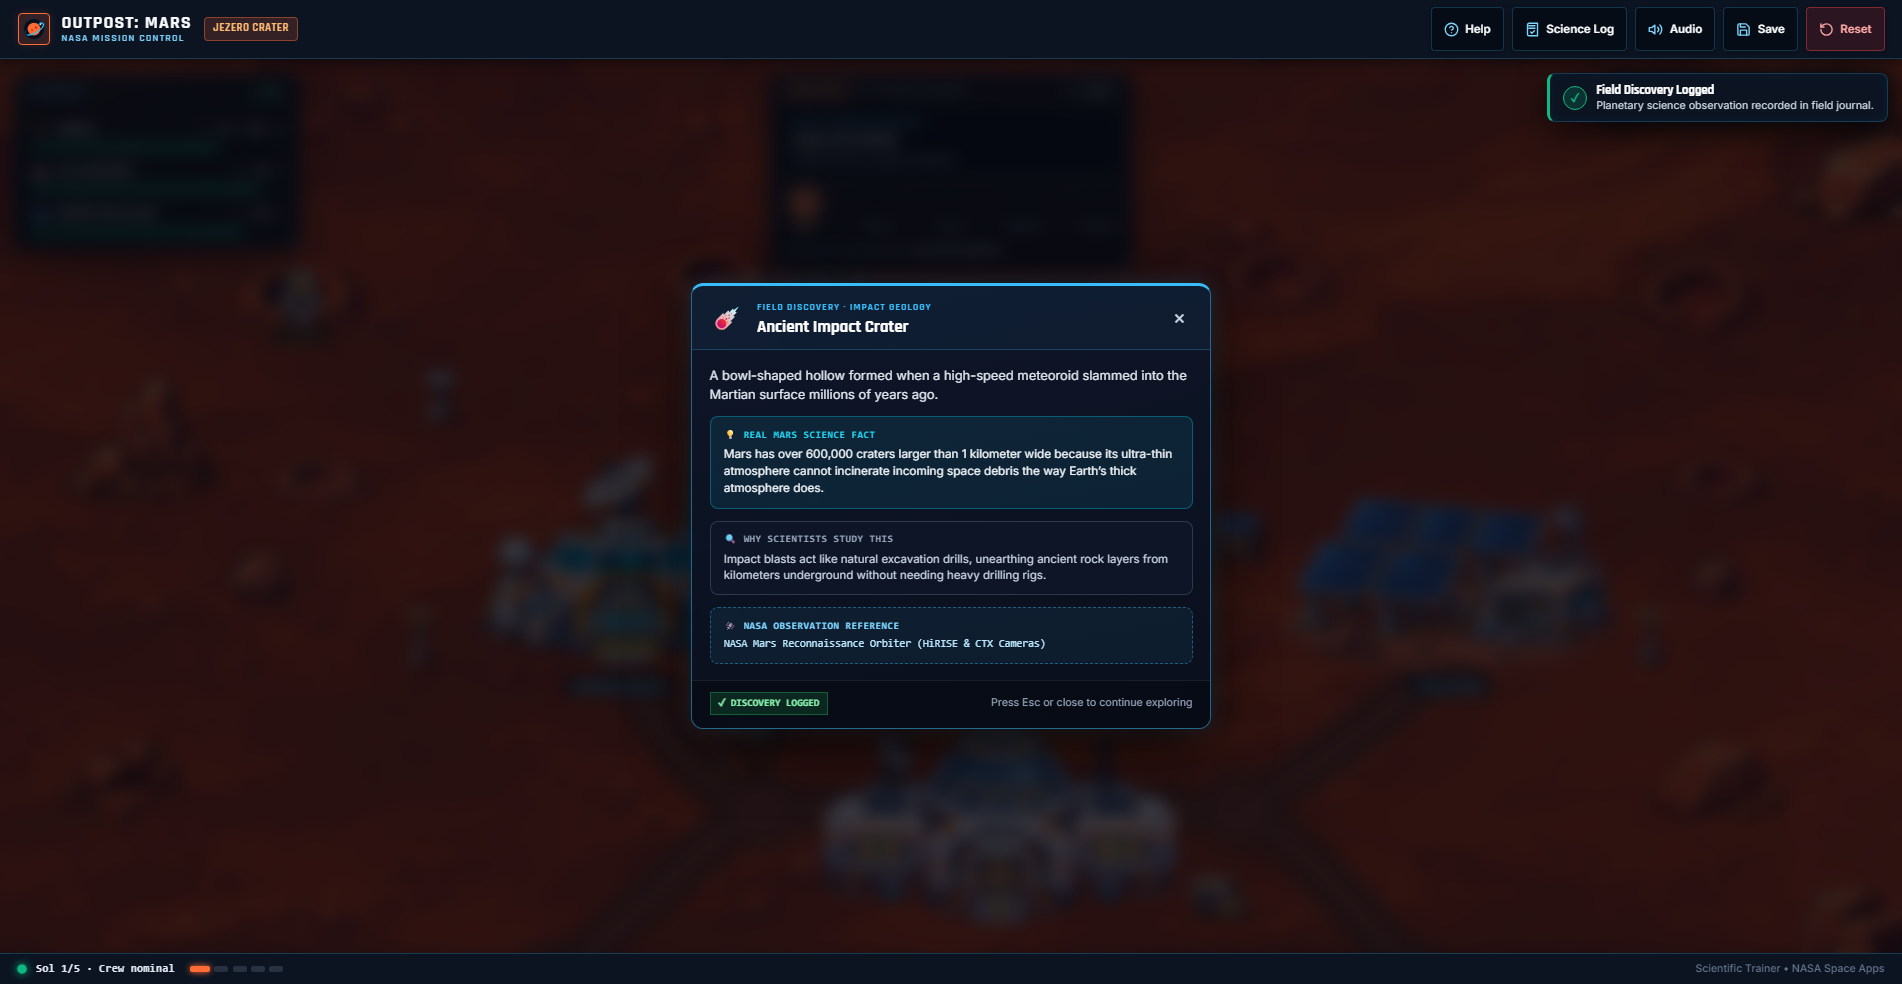 OUTPOST: MARS
NASA MISSION CONTROL
JEZERO CRATER
Help
Science Log
Audio
Save
Reset
Field Discovery Logged
Planetary science observation recorded in field journal.
FIELD DISCOVERY · IMPACT GEOLOGY
Ancient Impact Crater
A bowl-shaped hollow formed when a high-speed meteoroid slammed into the
Martian surface millions of years ago.
REAL MARS SCIENCE FACT
Mars has over 600,000 craters larger than 1 kilometer wide because its ultra-thin
atmosphere cannot incinerate incoming space debris the way Earth's thick
atmosphere does.
WHY SCIENTISTS STUDY THIS
Impact blasts act like natural excavation drills, unearthing ancient rock layers from
kilometers underground without needing heavy drilling rigs.
NASA OBSERVATION REFERENCE
NASA Mars Reconnaissance Orbiter (HiRISE & CTX Cameras)
✓ DISCOVERY LOGGED
Press Esc or close to continue exploring
Sol 1/5 · Crew nominal
Scientific Trainer • NASA Space Apps